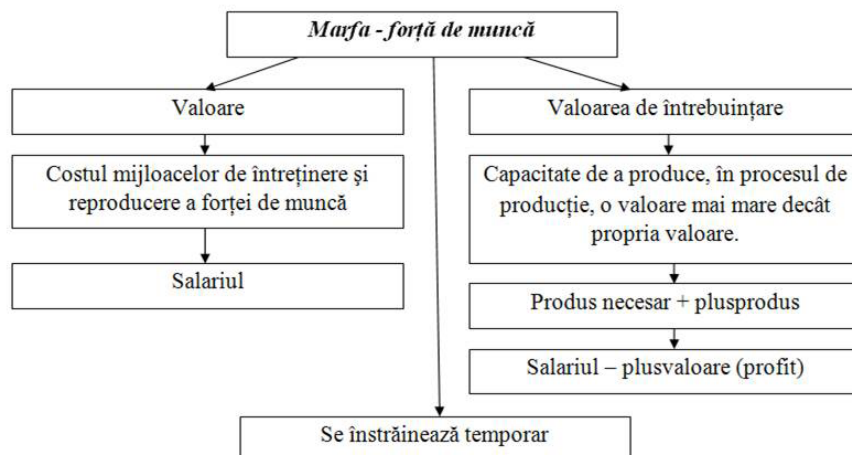 Marfa - forță de muncă
Valoare
Valoarea de întrebuințare
Costul mijloacelor de întreținere şi
reproducere a forței de muncă
Capacitate de a produce, în procesul de
producție, o valoare mai mare decât
propria valoare.
Salariul
Produs necesar + plusprodus
Salariul – plusvaloare (profit)
Se înstrăinează temporar